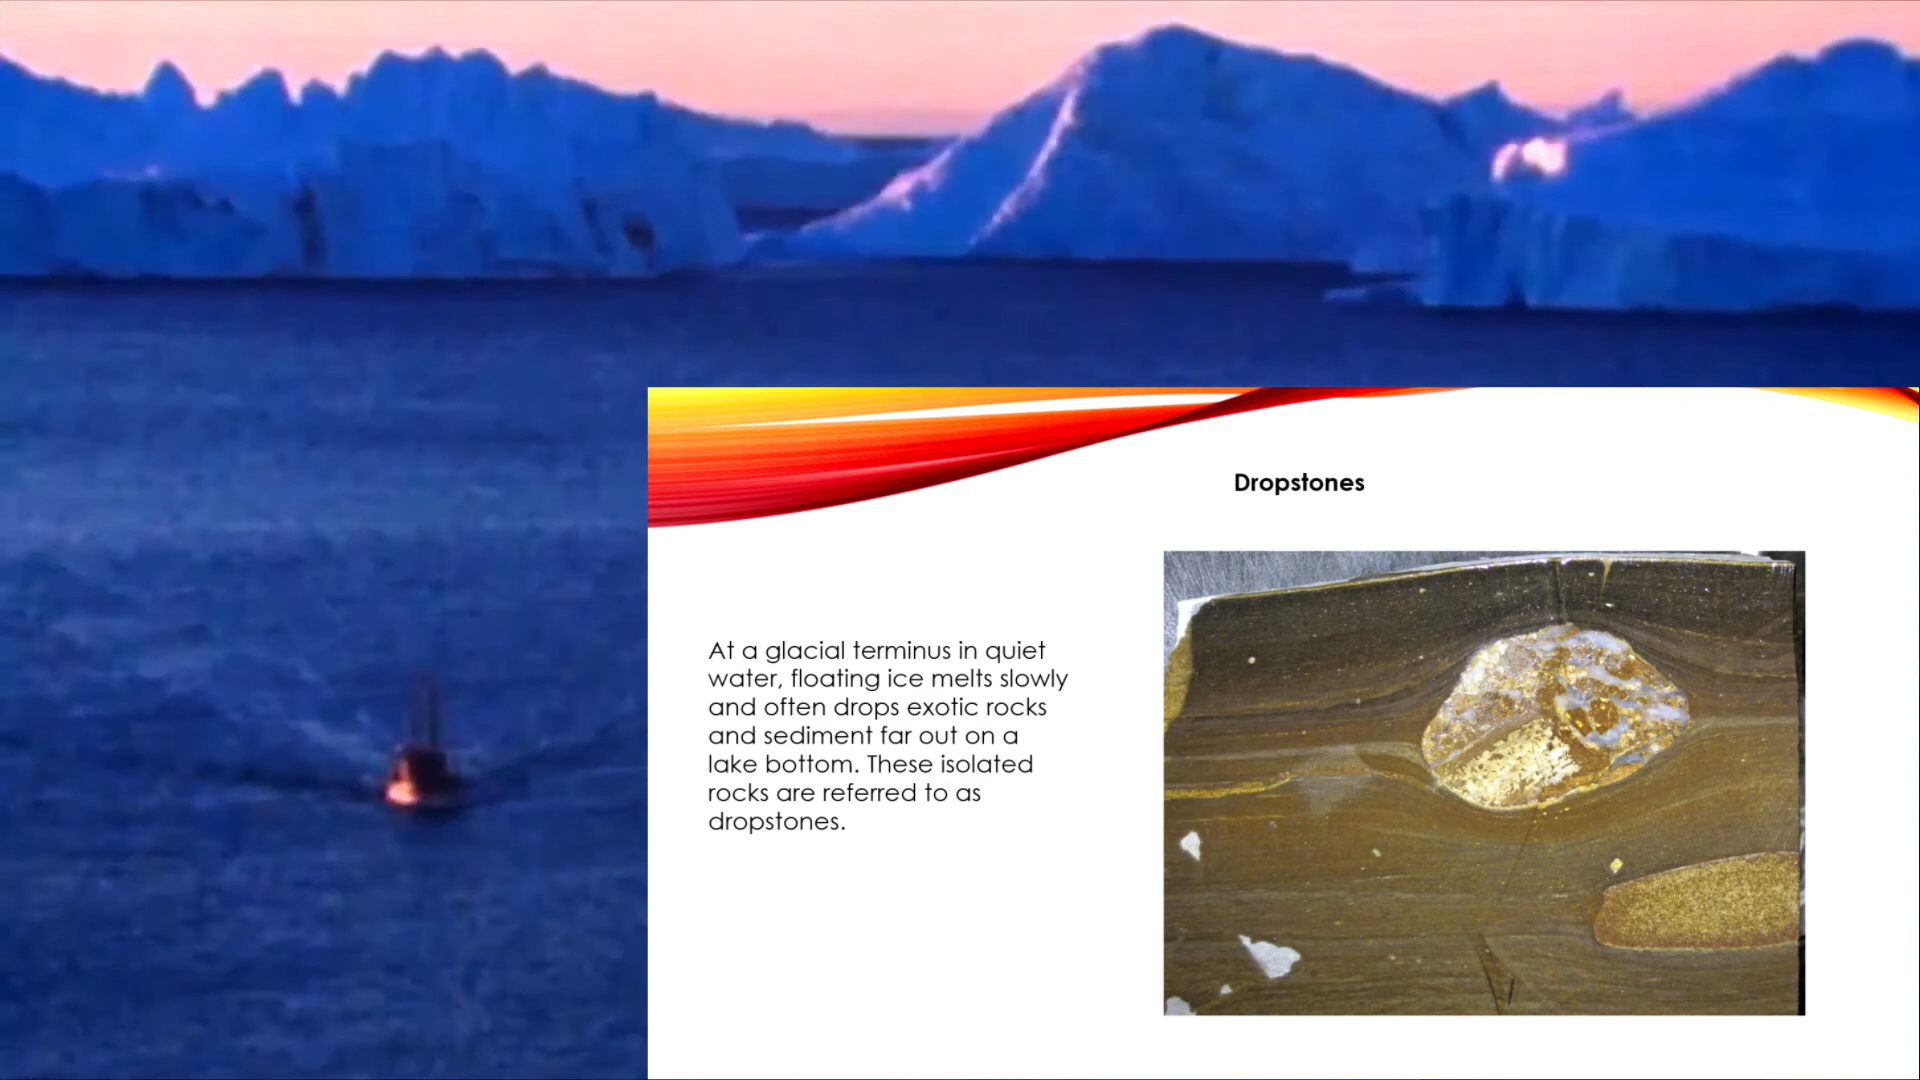 Dropstones
At a glacial terminus in quiet
water, floating ice melts slowly
and often drops exotic rocks
and sediment far out on a
lake bottom. These isolated
rocks are referred to as
dropstones.